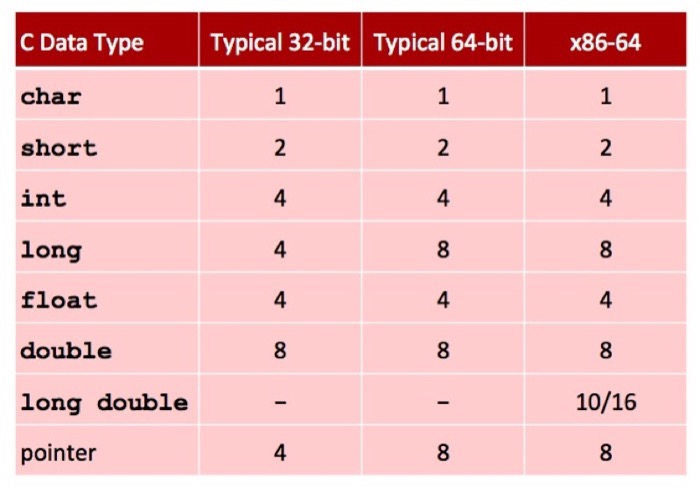 C Data Type Typical 32-bit Typical 64-bit x86-64
char 1 1 1
short 2 2 2
int 4 4 4
long 4 8 8
float 4 4 4
double 8 8 8
long double – – 10/16
pointer 4 8 8